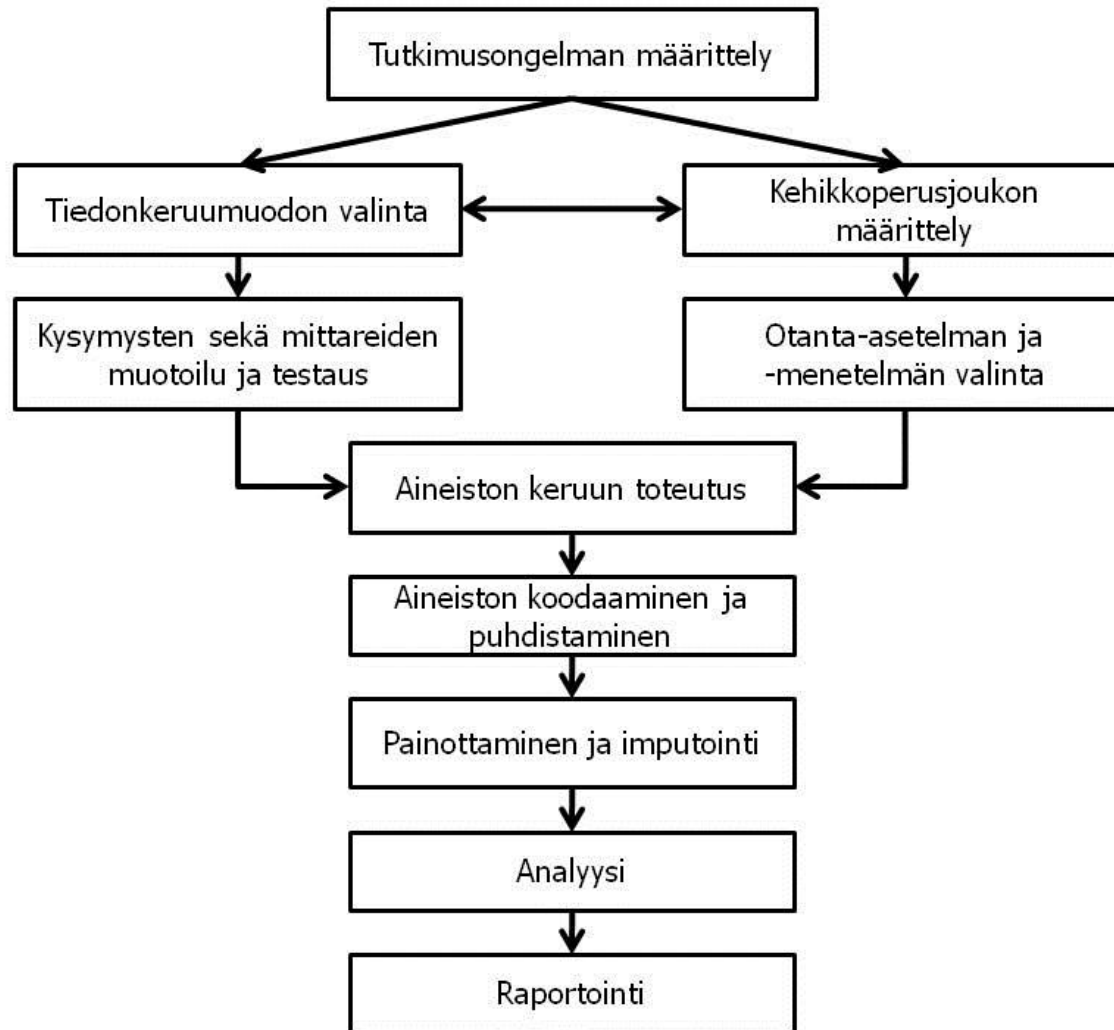 Tutkimusongelman määrittely
Tiedonkeruumuodon valinta
Kehikkoperusjoukon
määrittely
Kysymysten sekä mittareiden
muotoilu ja testaus
Otanta-asetelman ja
-menetelmän valinta
Aineiston keruun toteutus
Aineiston koodaaminen ja
puhdistaminen
Painottaminen ja imputointi
Analyysi
Raportointi